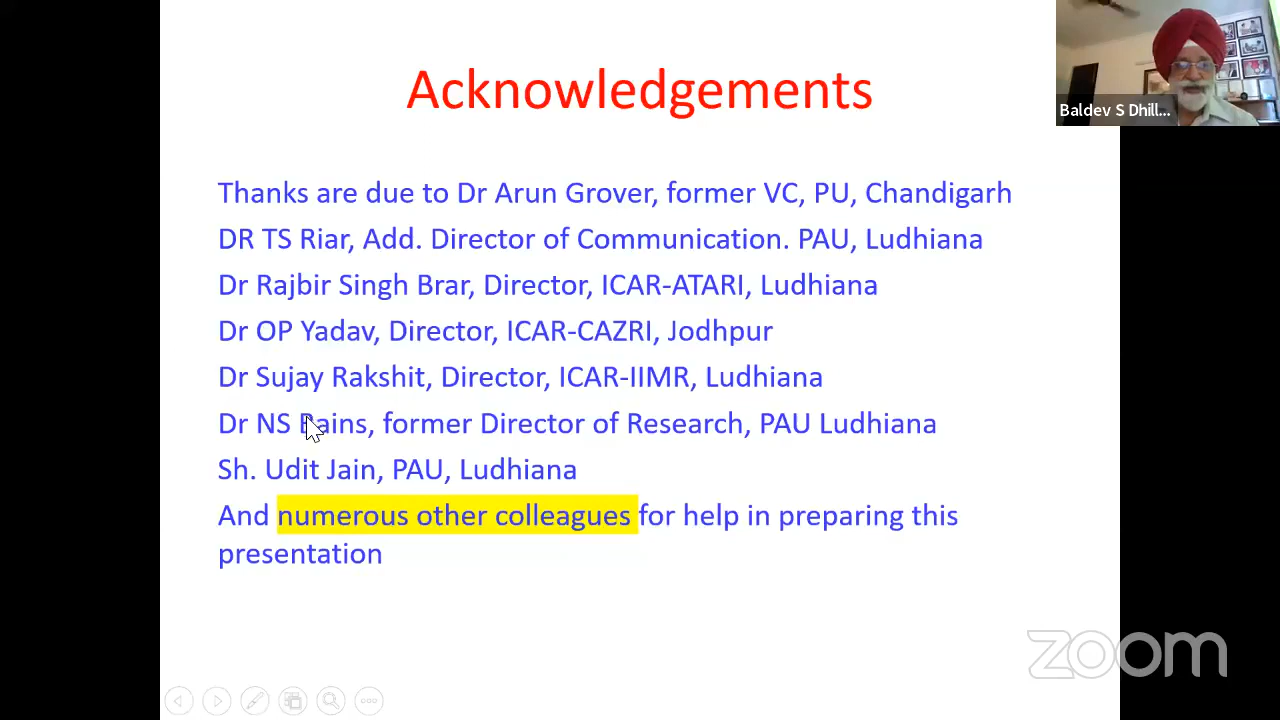 Acknowledgements
Baldev S Dhill...
Thanks are due to Dr Arun Grover, former VC, PU, Chandigarh
DR TS Riar, Add. Director of Communication. PAU, Ludhiana
Dr Rajbir Singh Brar, Director, ICAR-ATARI, Ludhiana
Dr OP Yadav, Director, ICAR-CAZRI, Jodhpur
Dr Sujay Rakshit, Director, ICAR-IIMR, Ludhiana
Dr NS Bains, former Director of Research, PAU Ludhiana
Sh. Udit Jain, PAU, Ludhiana
And numerous other colleagues for help in preparing this
presentation
zoom